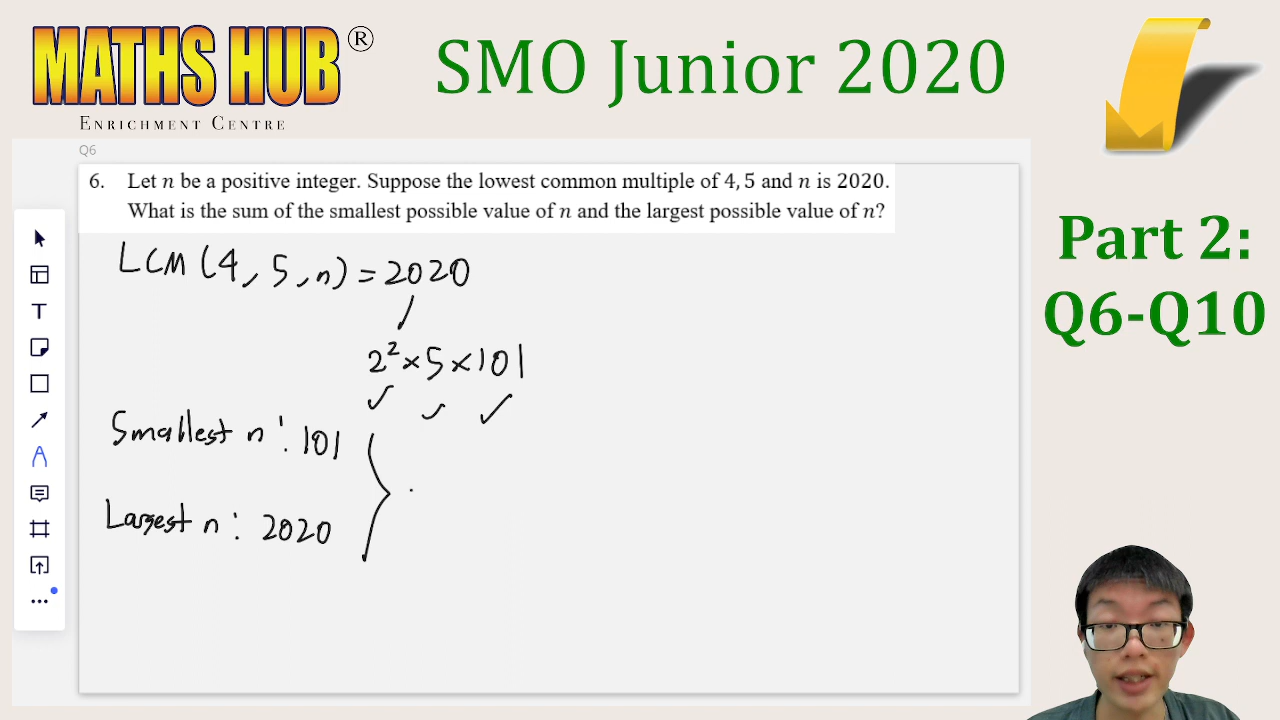 MATHS HUB®
ENRICHMENT CENTRE
SMO Junior 2020
Part 2:
Q6-Q10
Q6
6. Let n be a positive integer. Suppose the lowest common multiple of 4, 5 and n is 2020.
What is the sum of the smallest possible value of n and the largest possible value of n?
LCM (4, 5, n) = 2020
2² × 5 × 101
Smallest n : 101
Largest n : 2020